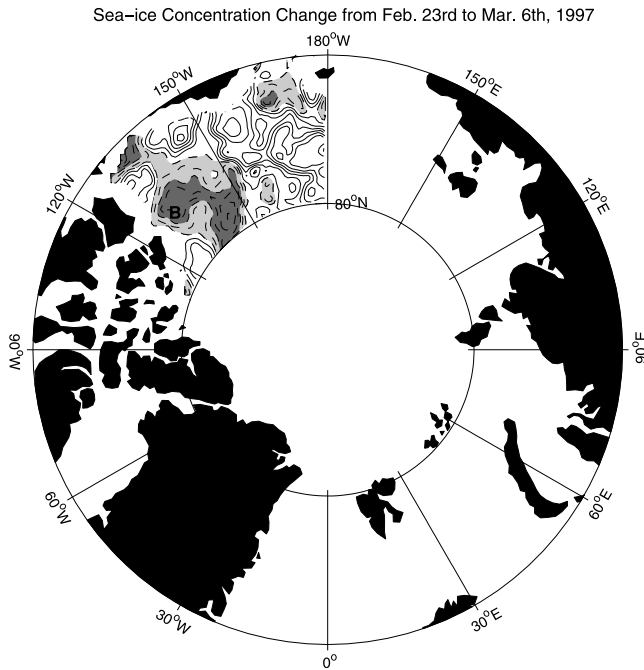 Sea-ice Concentration Change from Feb. 23rd to Mar. 6th, 1997
180°W
150°W
150°E
120°W
120°E
80°N
B
90°W
90°E
60°W
60°E
30°W
30°E
0°